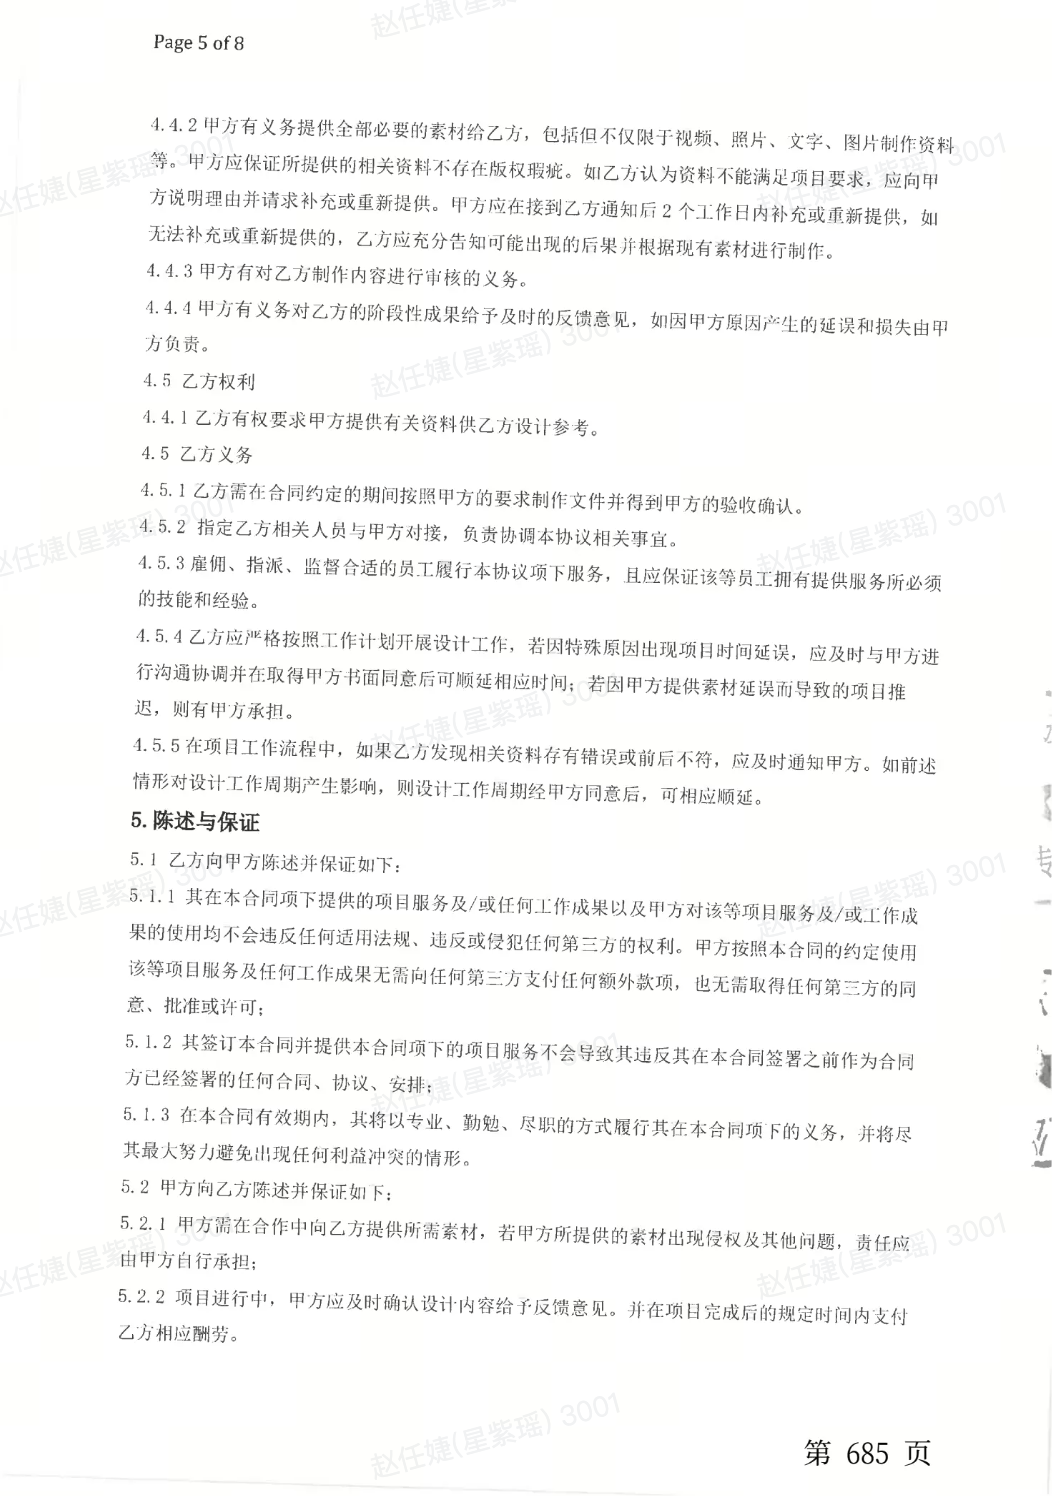 赵任婕(星紫瑶) 3001
Page 5 of 8
4.4.2 甲方有义务提供全部必要的素材给乙方，包括但不仅限于视频、照片、文字、图片制作资料
等。甲方应保证所提供的相关资料不存在版权瑕疵。如乙方认为资料不能满足项目要求，应向甲
方说明理由并请求补充或重新提供。甲方应在接到乙方通知后 2 个工作日内补充或重新提供，如
无法补充或重新提供的，乙方应充分告知可能出现的后果并根据现有素材进行制作。
4.4.3 甲方有对乙方制作内容进行审核的义务。
4.4.4 甲方有义务对乙方的阶段性成果给予及时的反馈意见，如因甲方原因产生的延误和损失由甲
方负责。
4.5 乙方权利
4.4.1 乙方有权要求甲方提供有关资料供乙方设计参考。
4.5 乙方义务
4.5.1 乙方需在合同约定的期间按照甲方的要求制作文件并得到甲方的验收确认。
4.5.2 指定乙方相关人员与甲方对接，负责协调本协议相关事宜。
4.5.3 雇佣、指派、监督合适的员工履行本协议项下服务，且应保证该等员工拥有提供服务所必须
的技能和经验。
4.5.4 乙方应严格按照工作计划开展设计工作，若因特殊原因出现项目时间延误，应及时与甲方进
行沟通协调并在取得甲方书面同意后可顺延相应时间；若因甲方提供素材延误而导致的项目推
迟，则有甲方承担。
4.5.5 在项目工作流程中，如果乙方发现相关资料存有错误或前后不符，应及时通知甲方。如前述
情形对设计工作周期产生影响，则设计工作周期经甲方同意后，可相应顺延。
5. 陈述与保证
5.1 乙方向甲方陈述并保证如下：
5.1.1 其在本合同项下提供的项目服务及/或任何工作成果以及甲方对该等项目服务及/或工作成
果的使用均不会违反任何适用法规、违反或侵犯任何第三方的权利。甲方按照本合同的约定使用
该等项目服务及任何工作成果无需向任何第三方支付任何额外款项，也无需取得任何第三方的同
意、批准或许可；
5.1.2 其签订本合同并提供本合同项下的项目服务不会导致其违反其在本合同签署之前作为合同
方已经签署的任何合同、协议、安排；
5.1.3 在本合同有效期内，其将以专业、勤勉、尽职的方式履行其在本合同项下的义务，并将尽
其最大努力避免出现任何利益冲突的情形。
5.2 甲方向乙方陈述并保证如下；
5.2.1 甲方需在合作中向乙方提供所需素材，若甲方所提供的素材出现侵权及其他问题，责任应
由甲方自行承担；
5.2.2 项目进行中，甲方应及时确认设计内容给予反馈意见。并在项目完成后的规定时间内支付
乙方相应酬劳。
第 685 页